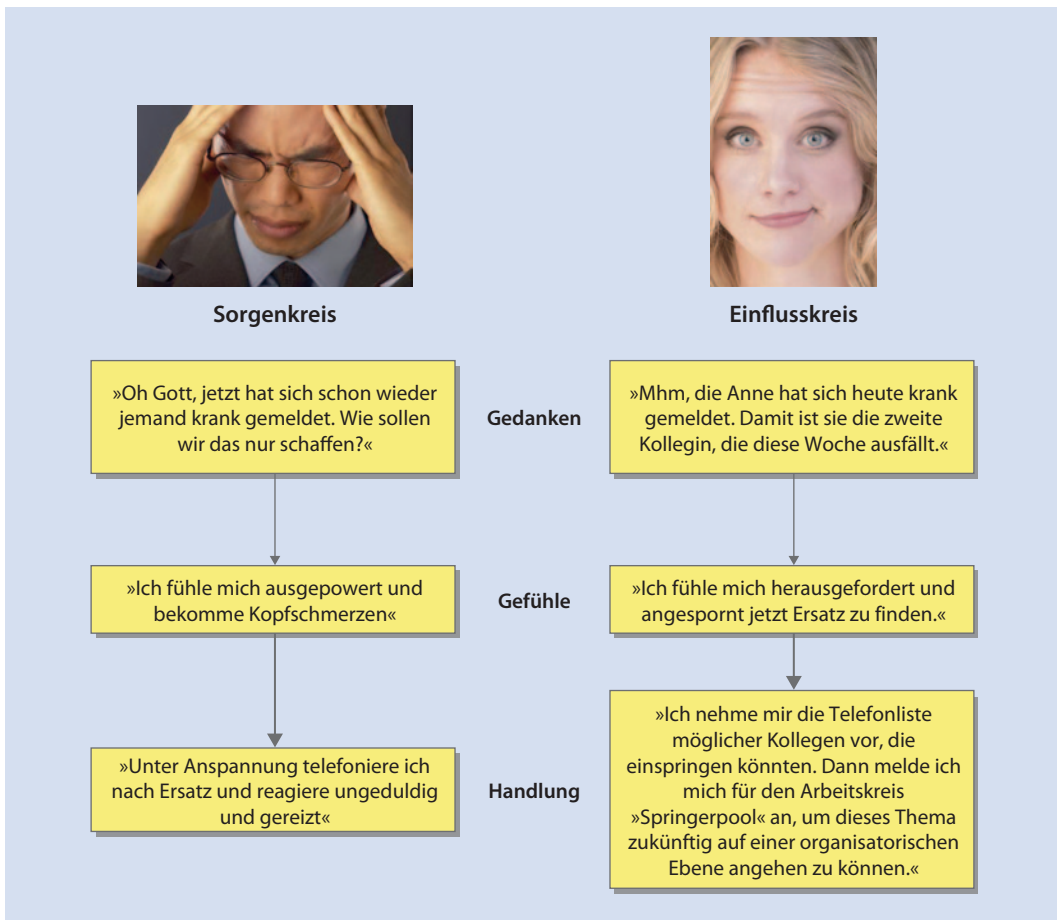 Sorgenkreis
Einflusskreis
»Oh Gott, jetzt hat sich schon wieder
jemand krank gemeldet. Wie sollen
wir das nur schaffen?«
Gedanken
»Mhm, die Anne hat sich heute krank
gemeldet. Damit ist sie die zweite
Kollegin, die diese Woche ausfällt.«
»Ich fühle mich ausgepowert und
bekomme Kopfschmerzen«
Gefühle
»Ich fühle mich herausgefordert und
angespornt jetzt Ersatz zu finden.«
»Unter Anspannung telefoniere ich
nach Ersatz und reagiere ungeduldig
und gereizt«
Handlung
»Ich nehme mir die Telefonliste
möglicher Kollegen vor, die
einspringen könnten. Dann melde ich
mich für den Arbeitskreis
»Springerpool« an, um dieses Thema
zukünftig auf einer organisatorischen
Ebene angehen zu können.«